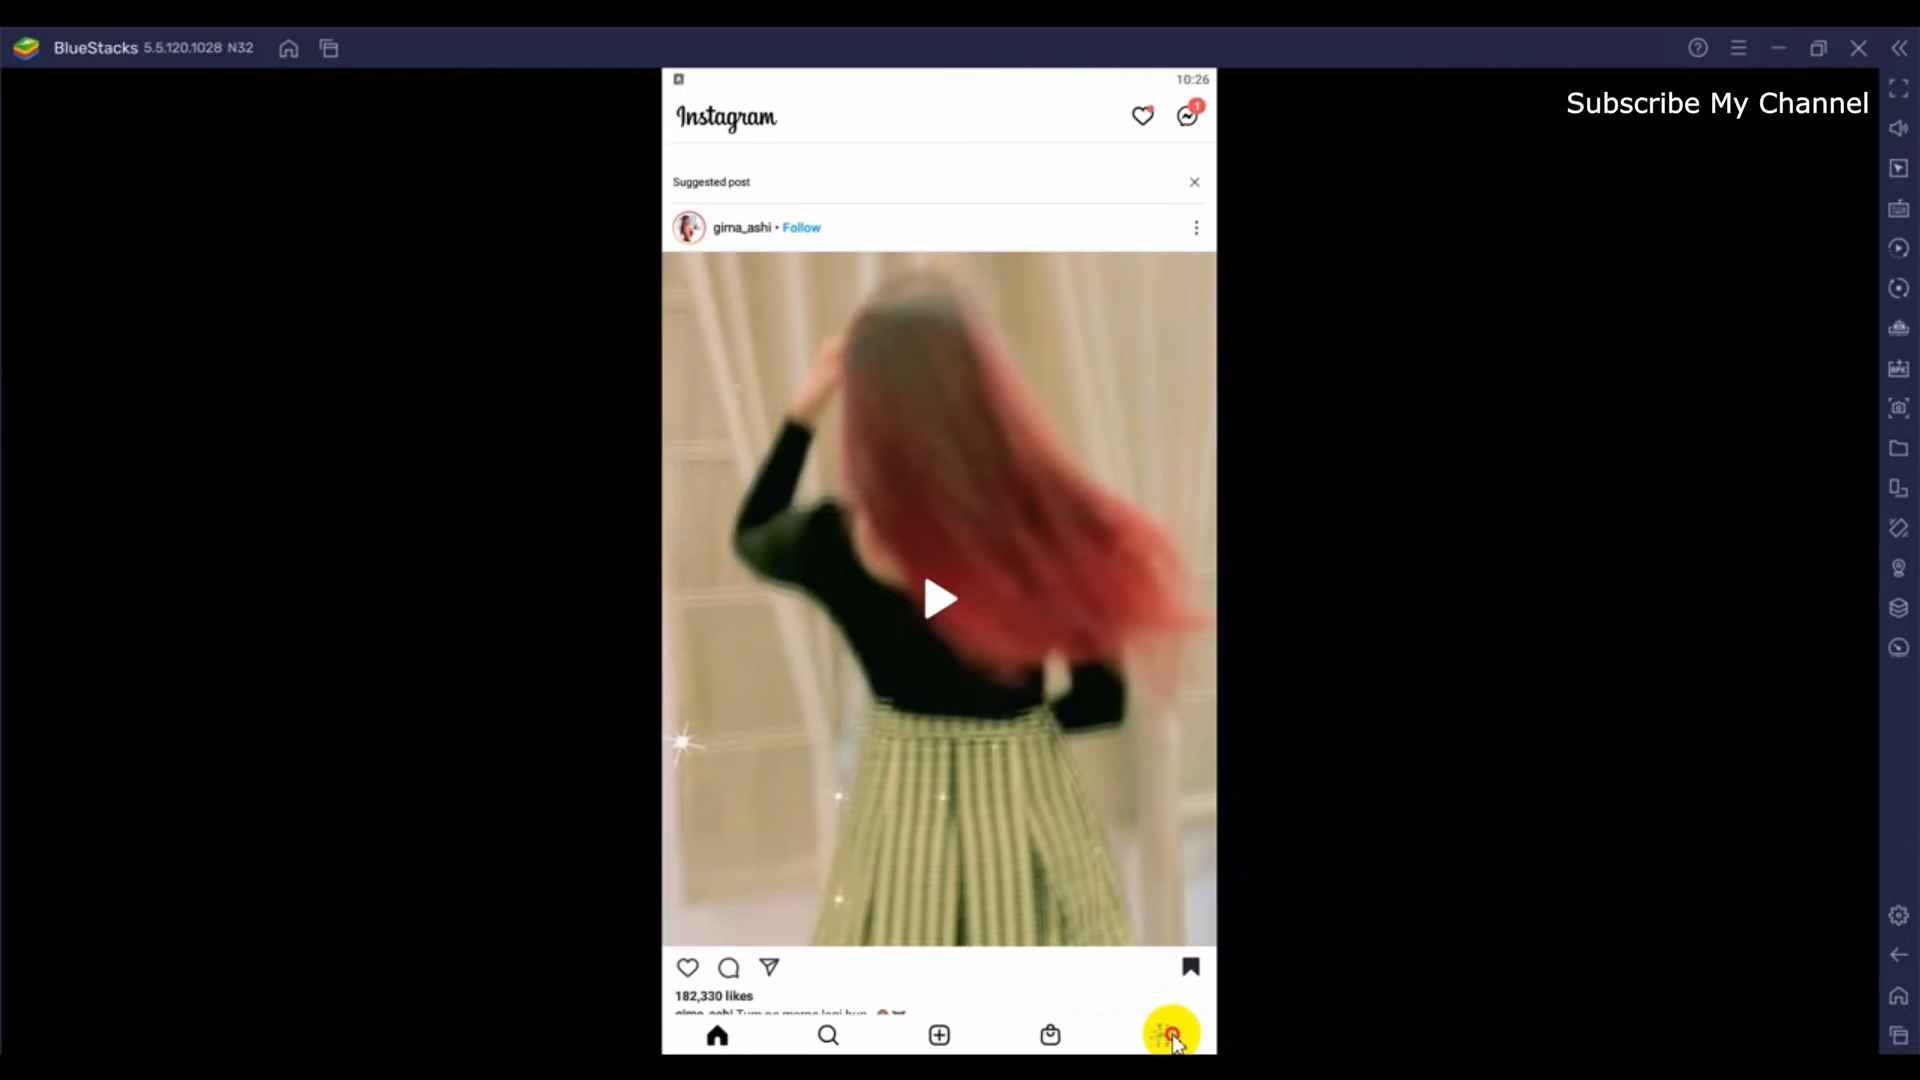 BlueStacks 5.5.120.1028 N32
Subscribe My Channel
10:26
Instagram
1
Suggested post
gima_ashi • Follow
182,330 likes